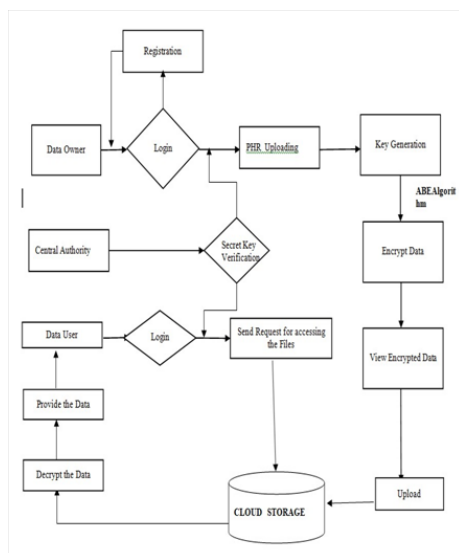 Registration
Data Owner
Login
PHR Uploading
Key Generation
ABEAlgorit
hm
Central Authority
Secret Key
Verification
Encrypt Data
Data User
Login
Send Request for accessing
the Files
View Encrypted Data
Provide the Data
Decrypt the Data
CLOUD STORAGE
Upload